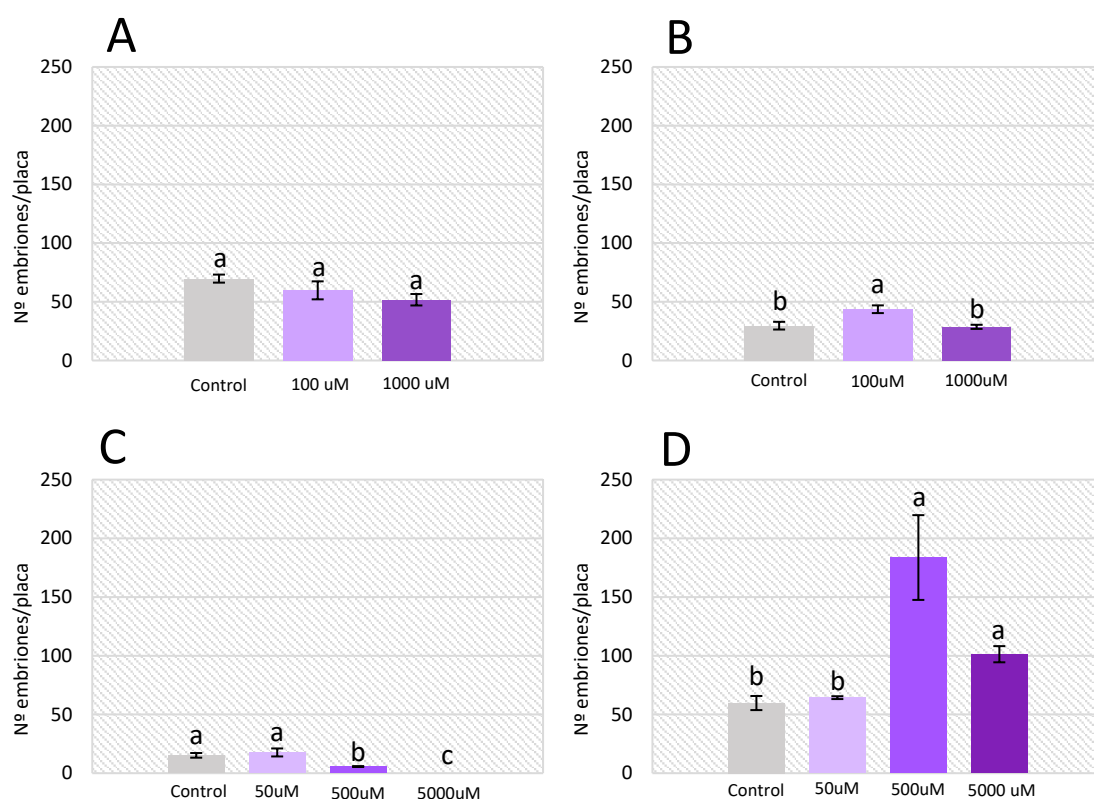 A
Nº embriones/placa
250
200
150
100
50
0
a
a
a
Control
100 uM
1000 uM
B
Nº embriones/placa
250
200
150
100
50
0
b
a
b
Control
100uM
1000uM
C
Nº embriones/placa
250
200
150
100
50
0
a
a
b
c
Control
50uM
500uM
5000uM
D
Nº embriones/placa
250
200
150
100
50
0
b
b
a
a
Control
50uM
500uM
5000 uM